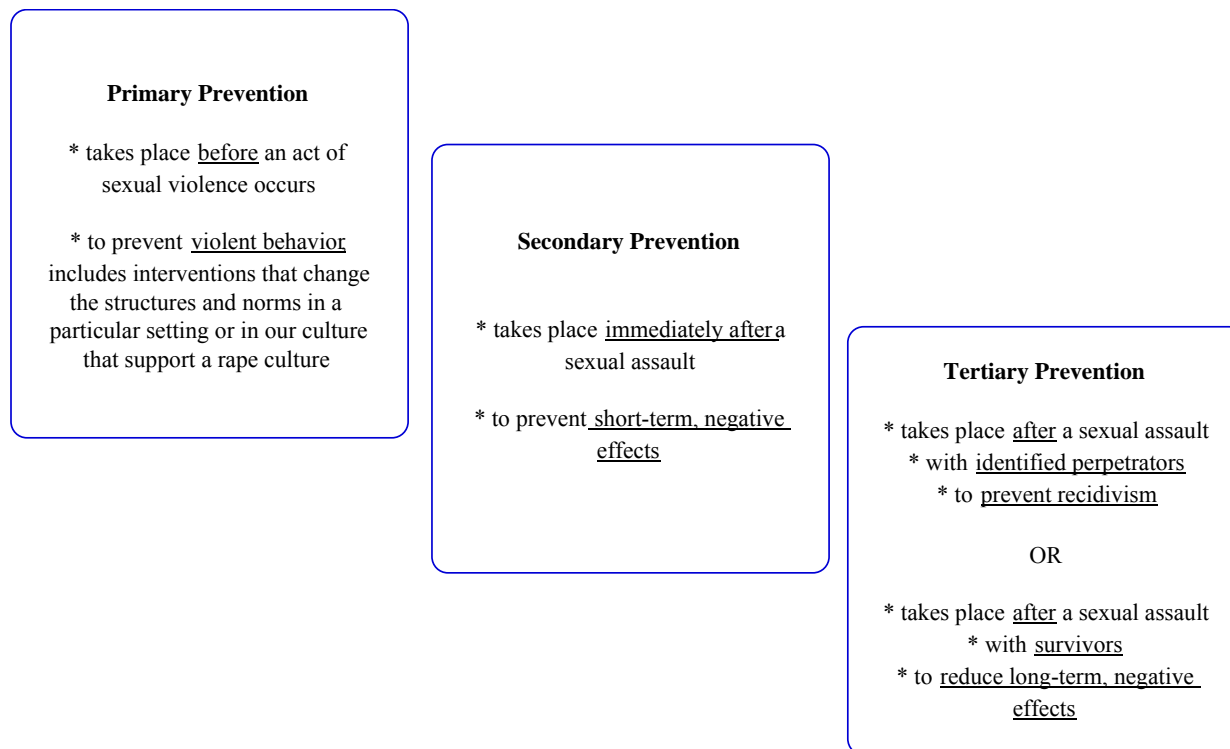 Primary Prevention
* takes place before an act of
sexual violence occurs
* to prevent violent behavior,
includes interventions that change
the structures and norms in a
particular setting or in our culture
that support a rape culture
Secondary Prevention
* takes place immediately after a
sexual assault
* to prevent short-term, negative
effects
Tertiary Prevention
* takes place after a sexual assault
* with identified perpetrators
* to prevent recidivism
OR
* takes place after a sexual assault
* with survivors
* to reduce long-term, negative
effects